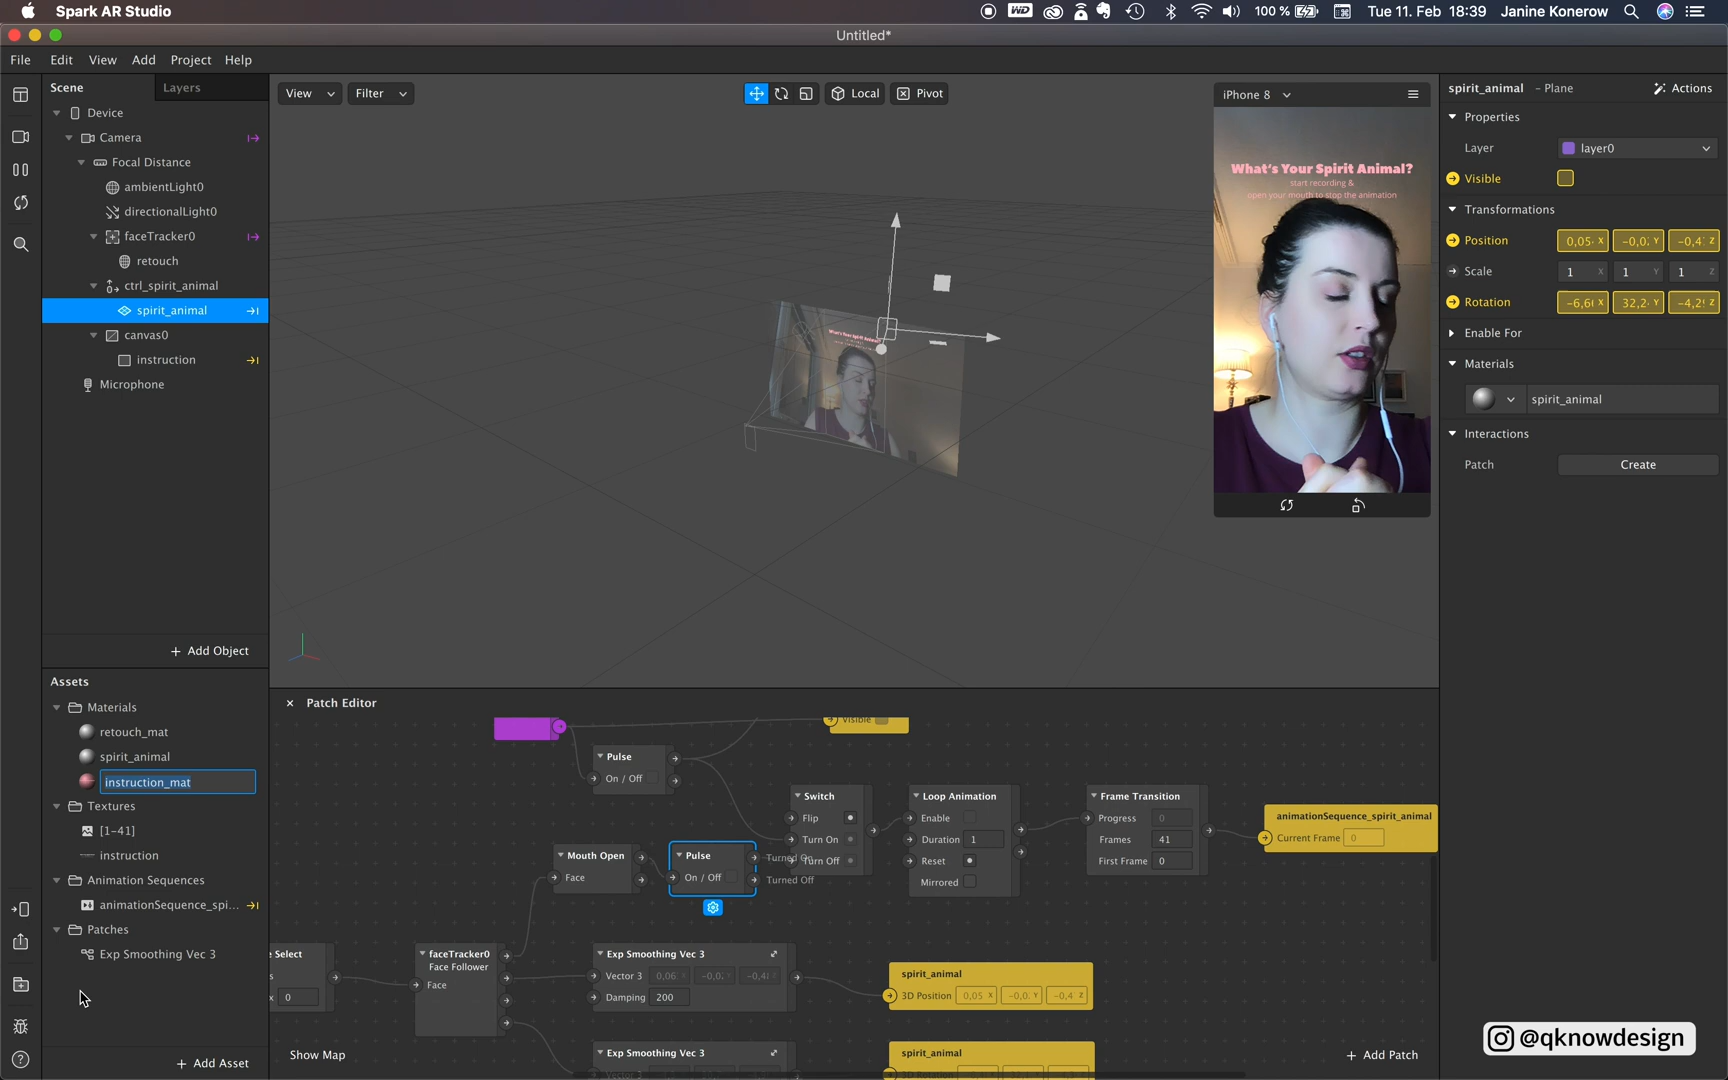 Spark AR Studio
100 %
Tue 11. Feb 18:39
Janine Konerow
Untitled*
File Edit View Add Project Help
Scene
Layers
Device
Camera
Focal Distance
ambientLight0
directionalLight0
faceTracker0
retouch
ctrl_spirit_animal
spirit_animal
canvas0
instruction
Microphone
+ Add Object
Assets
Materials
retouch_mat
spirit_animal
instruction_mat
Textures
[1-41]
instruction
Animation Sequences
animationSequence_spi...
Patches
Exp Smoothing Vec 3
+ Add Asset
View
Filter
Local
Pivot
iPhone 8
What's Your Spirit Animal?
start recording &
open your mouth to stop the animation
spirit_animal - Plane
Actions
Properties
Layer
layer0
Visible
Transformations
Position
X
Y
Z
Scale
1 X
1 Y
1 Z
Rotation
X
Y
Z
Enable For
Materials
spirit_animal
Interactions
Patch
Create
Patch Editor
Visible
Pulse
On / Off
Switch
Flip
Turn On
Turn Off
Loop Animation
Enable
Duration 1
Reset
Mirrored
Frame Transition
Progress 0
Frames 41
First Frame 0
animationSequence_spirit_animal
Current Frame 0
Mouth Open
Face
Pulse
On / Off
Turned On
Turned Off
e Select
s
x 0
faceTracker0
Face Follower
Face
Exp Smoothing Vec 3
Vector 3
Damping 200
spirit_animal
3D Position
Exp Smoothing Vec 3
Vector 3
spirit_animal
3D Rotation
Show Map
+ Add Patch
@qknowdesign